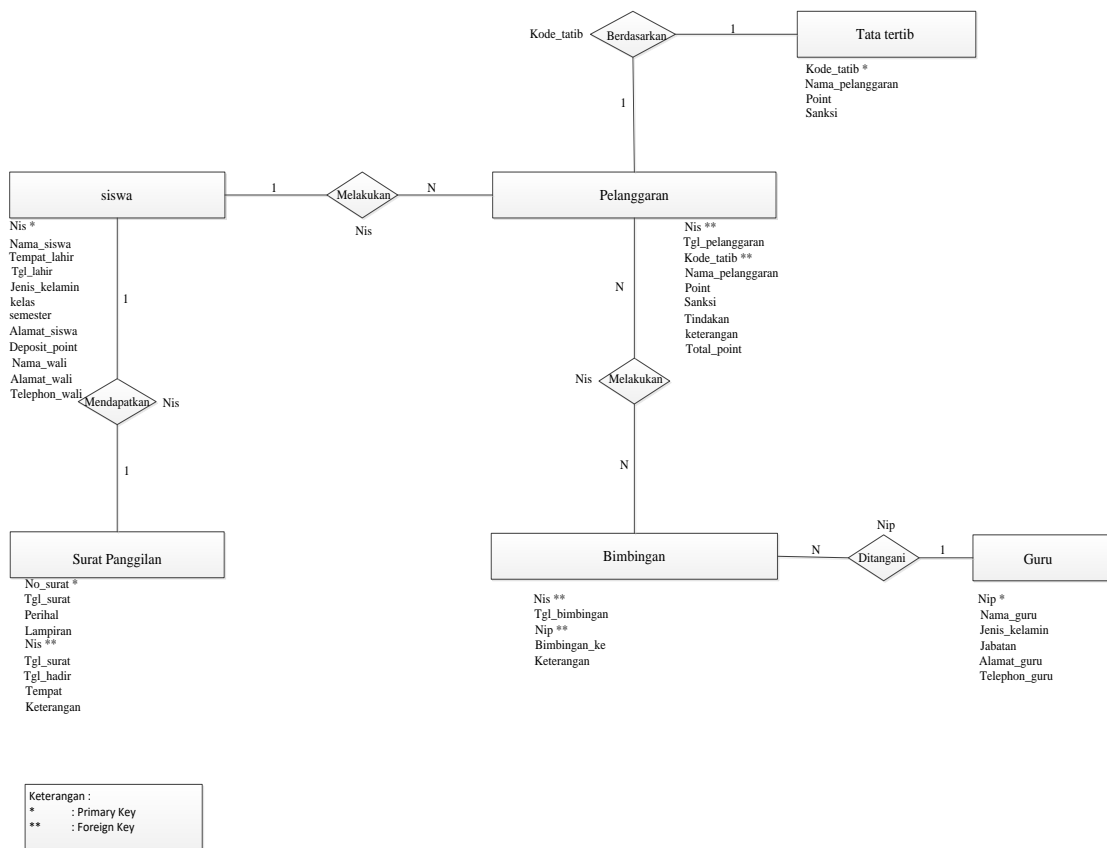 Kode_tatib
Berdasarkan
1
Tata tertib
Kode_tatib *
Nama_pelanggaran
Point
Sanksi
1
siswa
1
Melakukan
Nis
N
Pelanggaran
Nis *
Nama_siswa
Tempat_lahir
Tgl_lahir
Jenis_kelamin
kelas
semester
Alamat_siswa
Deposit_point
Nama_wali
Alamat_wali
Telephon_wali
1
Mendapatkan
Nis
1
Nis **
Tgl_pelanggaran
Kode_tatib **
Nama_pelanggaran
Point
Sanksi
Tindakan
keterangan
Total_point
N
Nis
Melakukan
N
Surat Panggilan
No_surat *
Tgl_surat
Perihal
Lampiran
Nis **
Tgl_surat
Tgl_hadir
Tempat
Keterangan
Bimbingan
Nis **
Tgl_bimbingan
Nip **
Bimbingan_ke
Keterangan
N
Nip
Ditangani
1
Guru
Nip *
Nama_guru
Jenis_kelamin
Jabatan
Alamat_guru
Telephon_guru
Keterangan :
* : Primary Key
** : Foreign Key